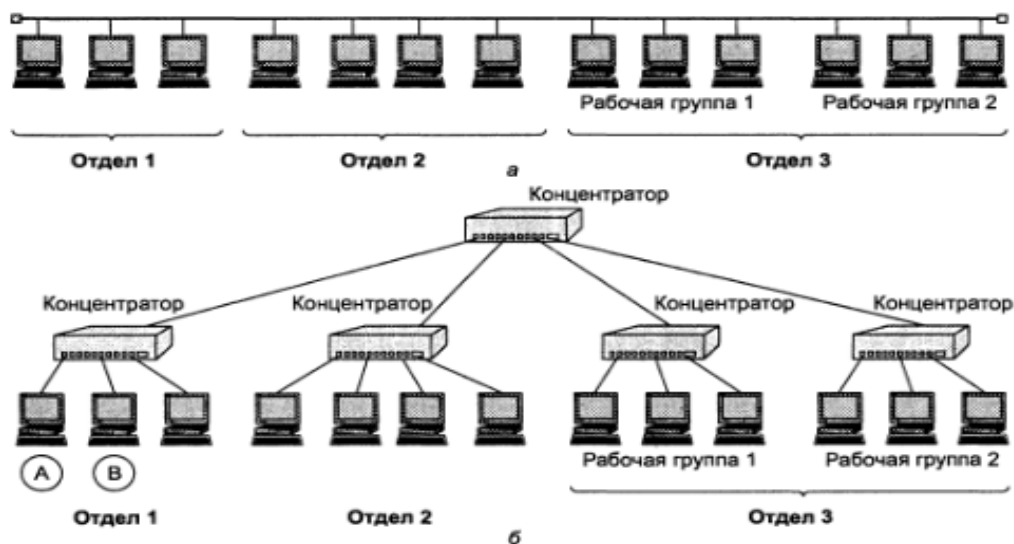 Рабочая группа 1 Рабочая группа 2
Отдел 1 Отдел 2 Отдел 3
а
Концентратор
Концентратор Концентратор Концентратор Концентратор
А В
Рабочая группа 1 Рабочая группа 2
Отдел 1 Отдел 2 Отдел 3
б